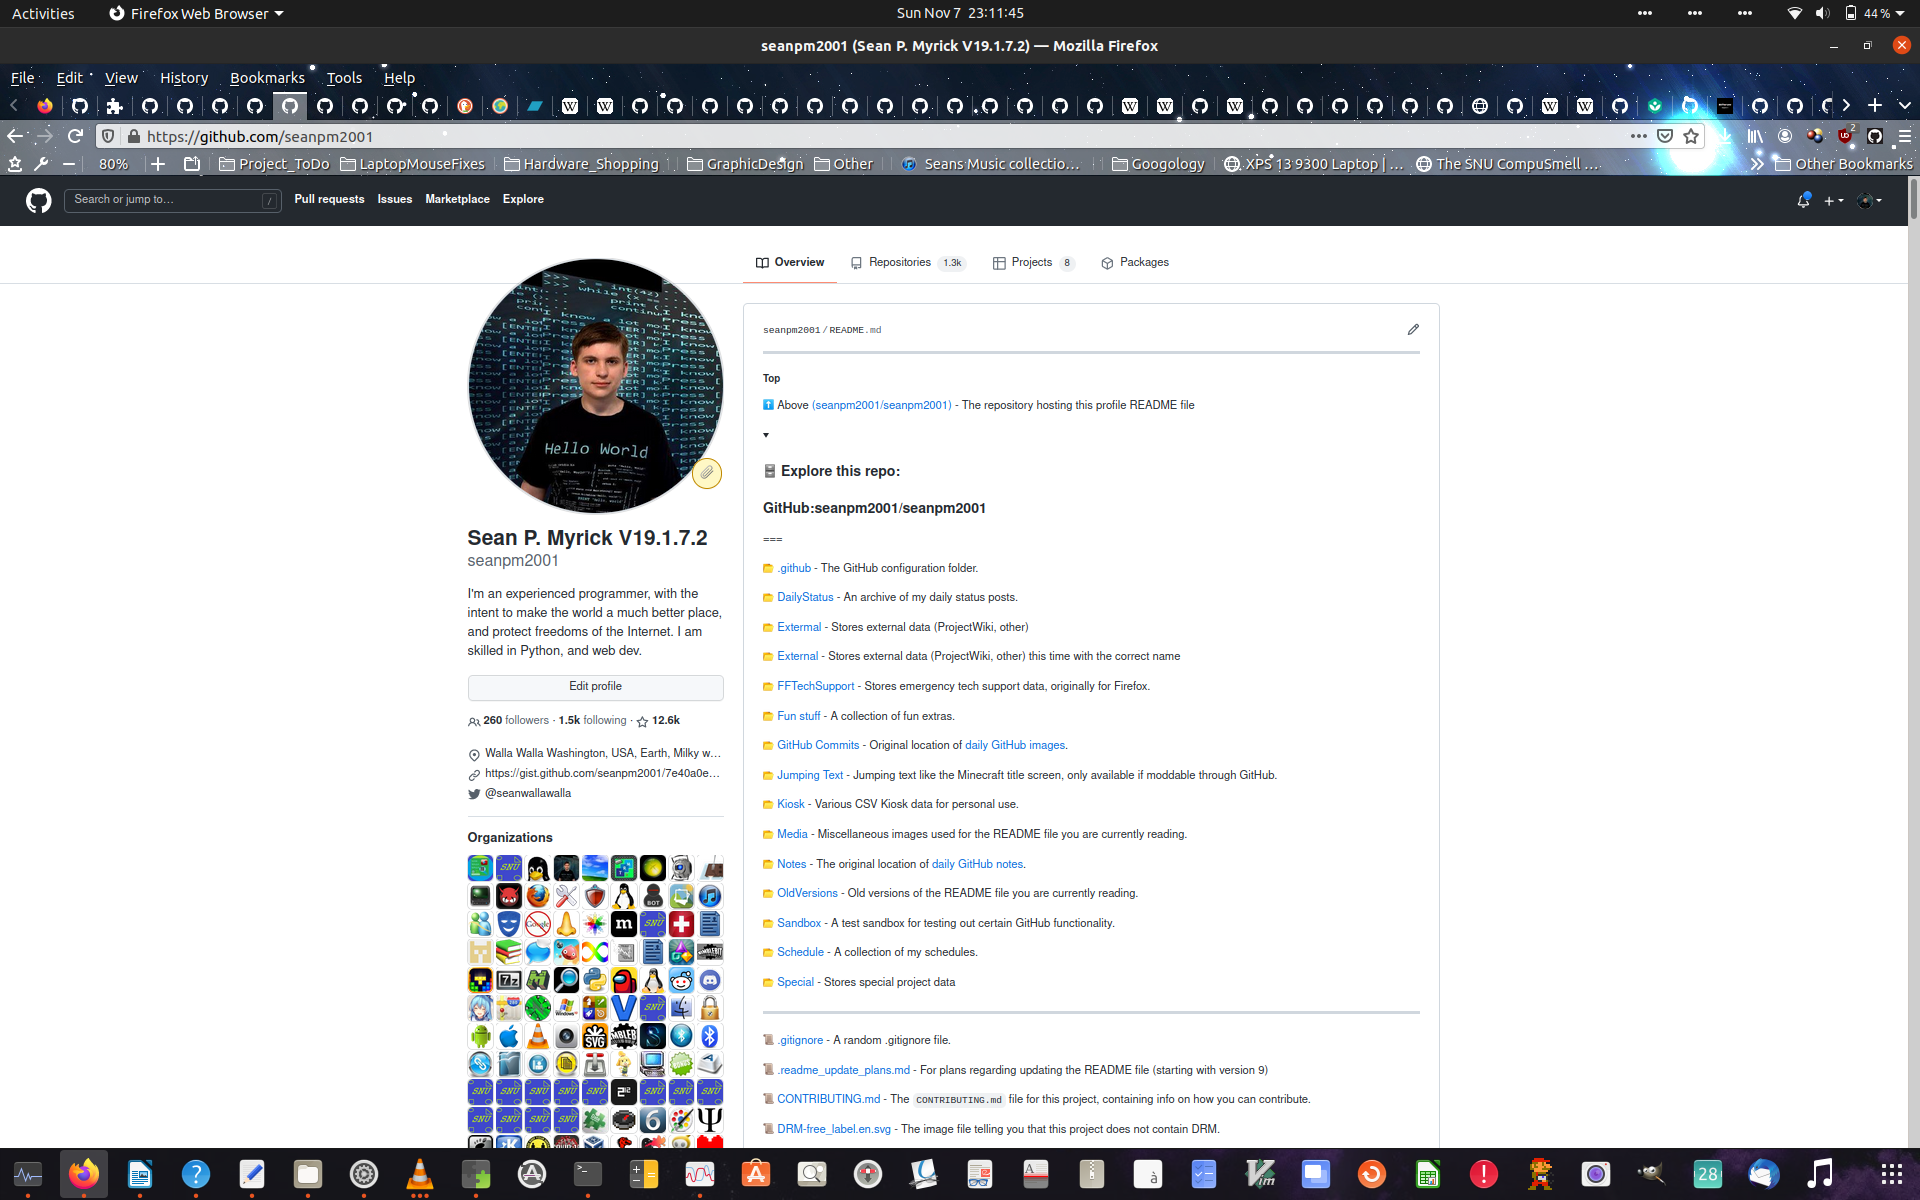 Activities
Firefox Web Browser
Sun Nov 7 23:11:45
44 %
seanpm2001 (Sean P. Myrick V19.1.7.2) — Mozilla Firefox
File Edit View History Bookmarks Tools Help
https://github.com/seanpm2001
80%
Project_ToDo
LaptopMouseFixes
Hardware_Shopping
GraphicDesign
Other
Seans Music collectio…
Googology
XPS 13 9300 Laptop | …
The SNU CompuSmell …
Other Bookmarks
Search or jump to… /
Pull requests
Issues
Marketplace
Explore
Overview
Repositories 1.3k
Projects 8
Packages
Hello World
Sean P. Myrick V19.1.7.2
seanpm2001
I'm an experienced programmer, with the
intent to make the world a much better place,
and protect freedoms of the Internet. I am
skilled in Python, and web dev.
Edit profile
260 followers · 1.5k following · 12.6k
Walla Walla Washington, USA, Earth, Milky w…
https://gist.github.com/seanpm2001/7e40a0e…
@seanwallawalla
Organizations
seanpm2001/README.md
Top
Above (seanpm2001/seanpm2001) - The repository hosting this profile README file
Explore this repo:
GitHub:seanpm2001/seanpm2001
===
.github - The GitHub configuration folder.
DailyStatus - An archive of my daily status posts.
Extermal - Stores external data (ProjectWiki, other)
External - Stores external data (ProjectWiki, other) this time with the correct name
FFTechSupport - Stores emergency tech support data, originally for Firefox.
Fun stuff - A collection of fun extras.
GitHub Commits - Original location of daily GitHub images.
Jumping Text - Jumping text like the Minecraft title screen, only available if moddable through GitHub.
Kiosk - Various CSV Kiosk data for personal use.
Media - Miscellaneous images used for the README file you are currently reading.
Notes - The original location of daily GitHub notes.
OldVersions - Old versions of the README file you are currently reading.
Sandbox - A test sandbox for testing out certain GitHub functionality.
Schedule - A collection of my schedules.
Special - Stores special project data
.gitignore - A random .gitignore file.
.readme_update_plans.md - For plans regarding updating the README file (starting with version 9)
CONTRIBUTING.md - The CONTRIBUTING.md file for this project, containing info on how you can contribute.
DRM-free_label.en.svg - The image file telling you that this project does not contain DRM.
28